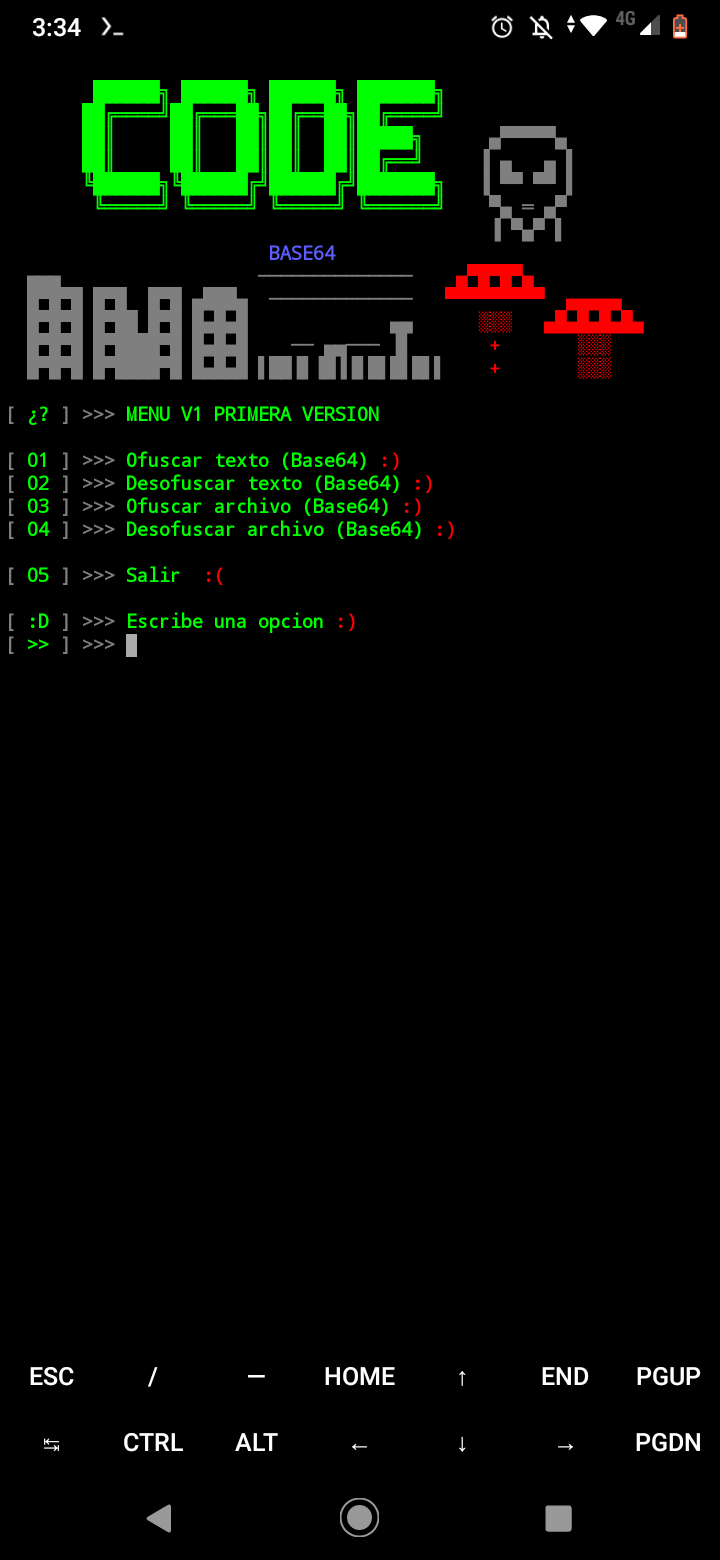 3:34
4G
CODE
BASE64
[ ¿? ] >>> MENU V1 PRIMERA VERSION
[ 01 ] >>> Ofuscar texto (Base64) :)
[ 02 ] >>> Desofuscar texto (Base64) :)
[ 03 ] >>> Ofuscar archivo (Base64) :)
[ 04 ] >>> Desofuscar archivo (Base64) :)
[ 05 ] >>> Salir :(
[ :D ] >>> Escribe una opcion :)
[ >> ] >>>
ESC / — HOME ↑ END PGUP
↹ CTRL ALT ← ↓ → PGDN